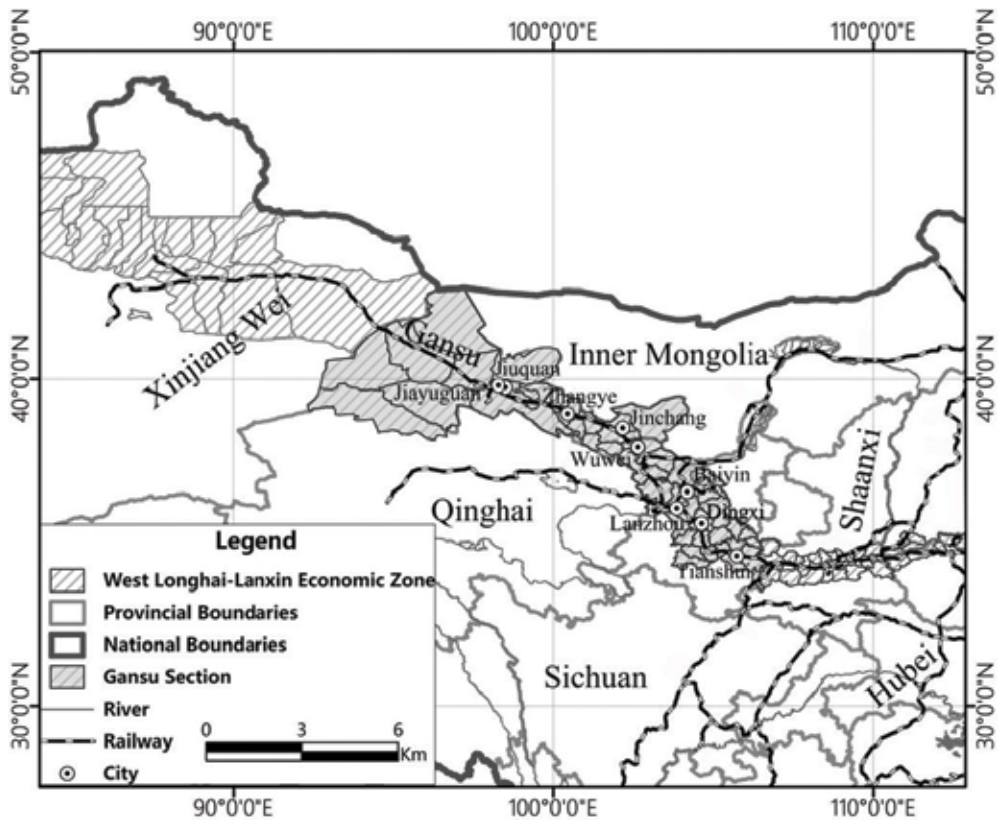 90°0'0"E 100°0'0"E 110°0'0"E
50°0'0"N 50°0'0"N
40°0'0"N 40°0'0"N
30°0'0"N 30°0'0"N
Xinjiang Wei
Gansu
Inner Mongolia
Jiuquan
Jiayuguan
Zhangye
Jinchang
Wuwei
Baiyin
Shaanxi
Qinghai
Lanzhou
Dingxi
Tianshui
Sichuan
Hubei
Legend
West Longhai-Lanxin Economic Zone
Provincial Boundaries
National Boundaries
Gansu Section
River
Railway
City
0 3 6
Km
90°0'0"E 100°0'0"E 110°0'0"E